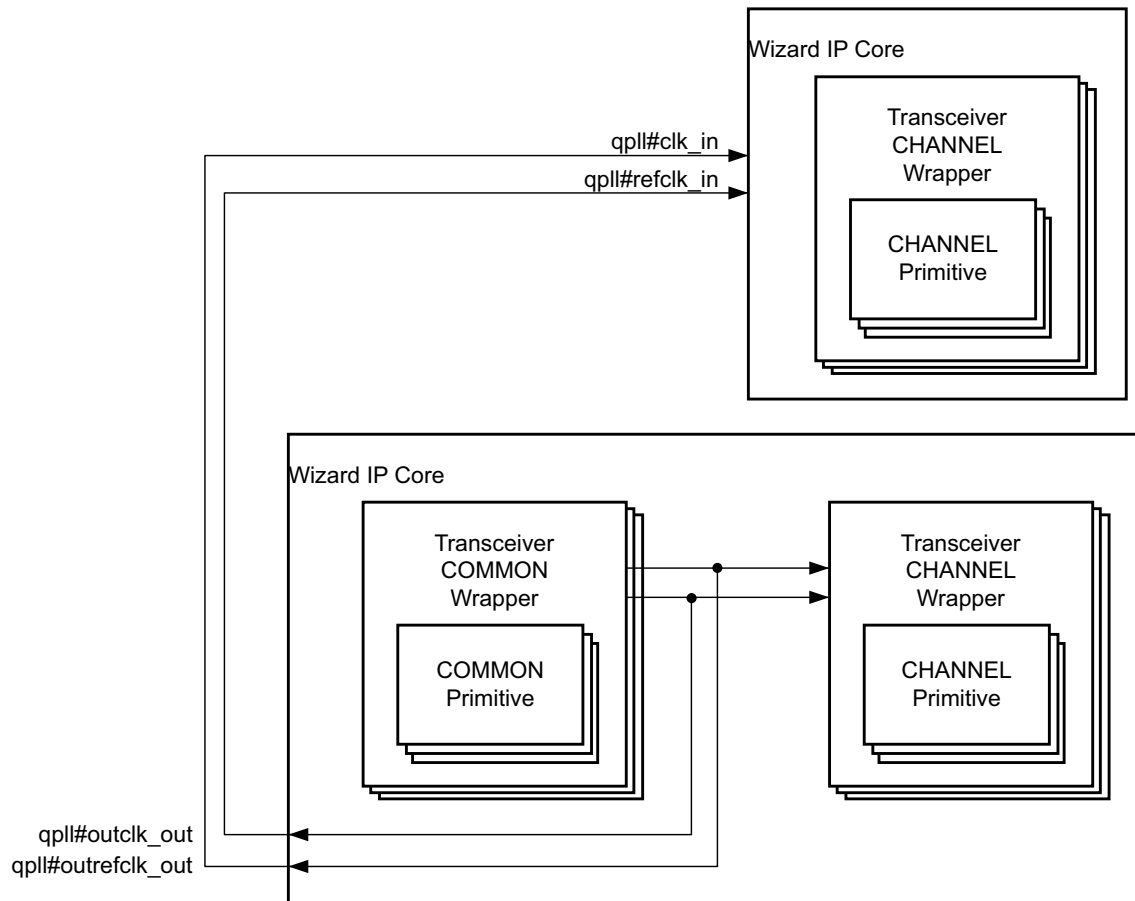 Wizard IP Core
Transceiver
CHANNEL
Wrapper
CHANNEL
Primitive
qpll#clk_in
qpll#refclk_in
Wizard IP Core
Transceiver
COMMON
Wrapper
COMMON
Primitive
Transceiver
CHANNEL
Wrapper
CHANNEL
Primitive
qpll#outclk_out
qpll#outrefclk_out